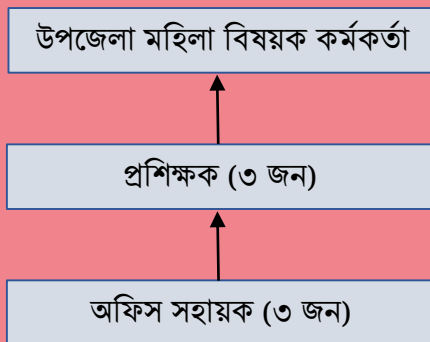 উপজেলা মহিলা বিষয়ক কর্মকর্তা
প্রশিক্ষক (৩ জন)
অফিস সহায়ক (৩ জন)